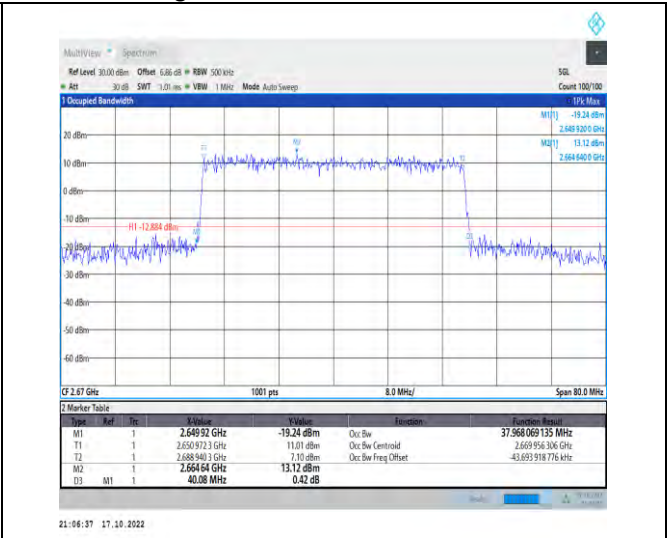 MultiView Spectrum
Ref Level 30.00 dBm Offset 6.86 dB RBW 500 kHz SGL
Att 30 dB SWT 1.01 ms VBW 1 MHz Mode Auto Sweep Count 100/100
1 Occupied Bandwidth 1Pk Max
M1[1] -19.24 dBm
2.649 920 0 GHz
M2[1] 13.12 dBm
2.664 640 0 GHz
20 dBm
10 dBm
0 dBm
-10 dBm
H1 -12.884 dBm
-20 dBm
-30 dBm
-40 dBm
-50 dBm
-60 dBm
T1
M2
T2
M1
D3
CF 2.67 GHz 1001 pts 8.0 MHz/ Span 80.0 MHz
2 Marker Table
Type Ref Trc X-Value Y-Value Function Function Result
M1 1 2.649 92 GHz -19.24 dBm Occ Bw 37.968 069 135 MHz
T1 1 2.650 972 3 GHz 11.01 dBm Occ Bw Centroid 2.669 956 306 GHz
T2 1 2.688 940 3 GHz 7.10 dBm Occ Bw Freq Offset -43.693 918 776 kHz
M2 1 2.664 64 GHz 13.12 dBm
D3 M1 1 40.08 MHz 0.42 dB
21:06:37 17.10.2022